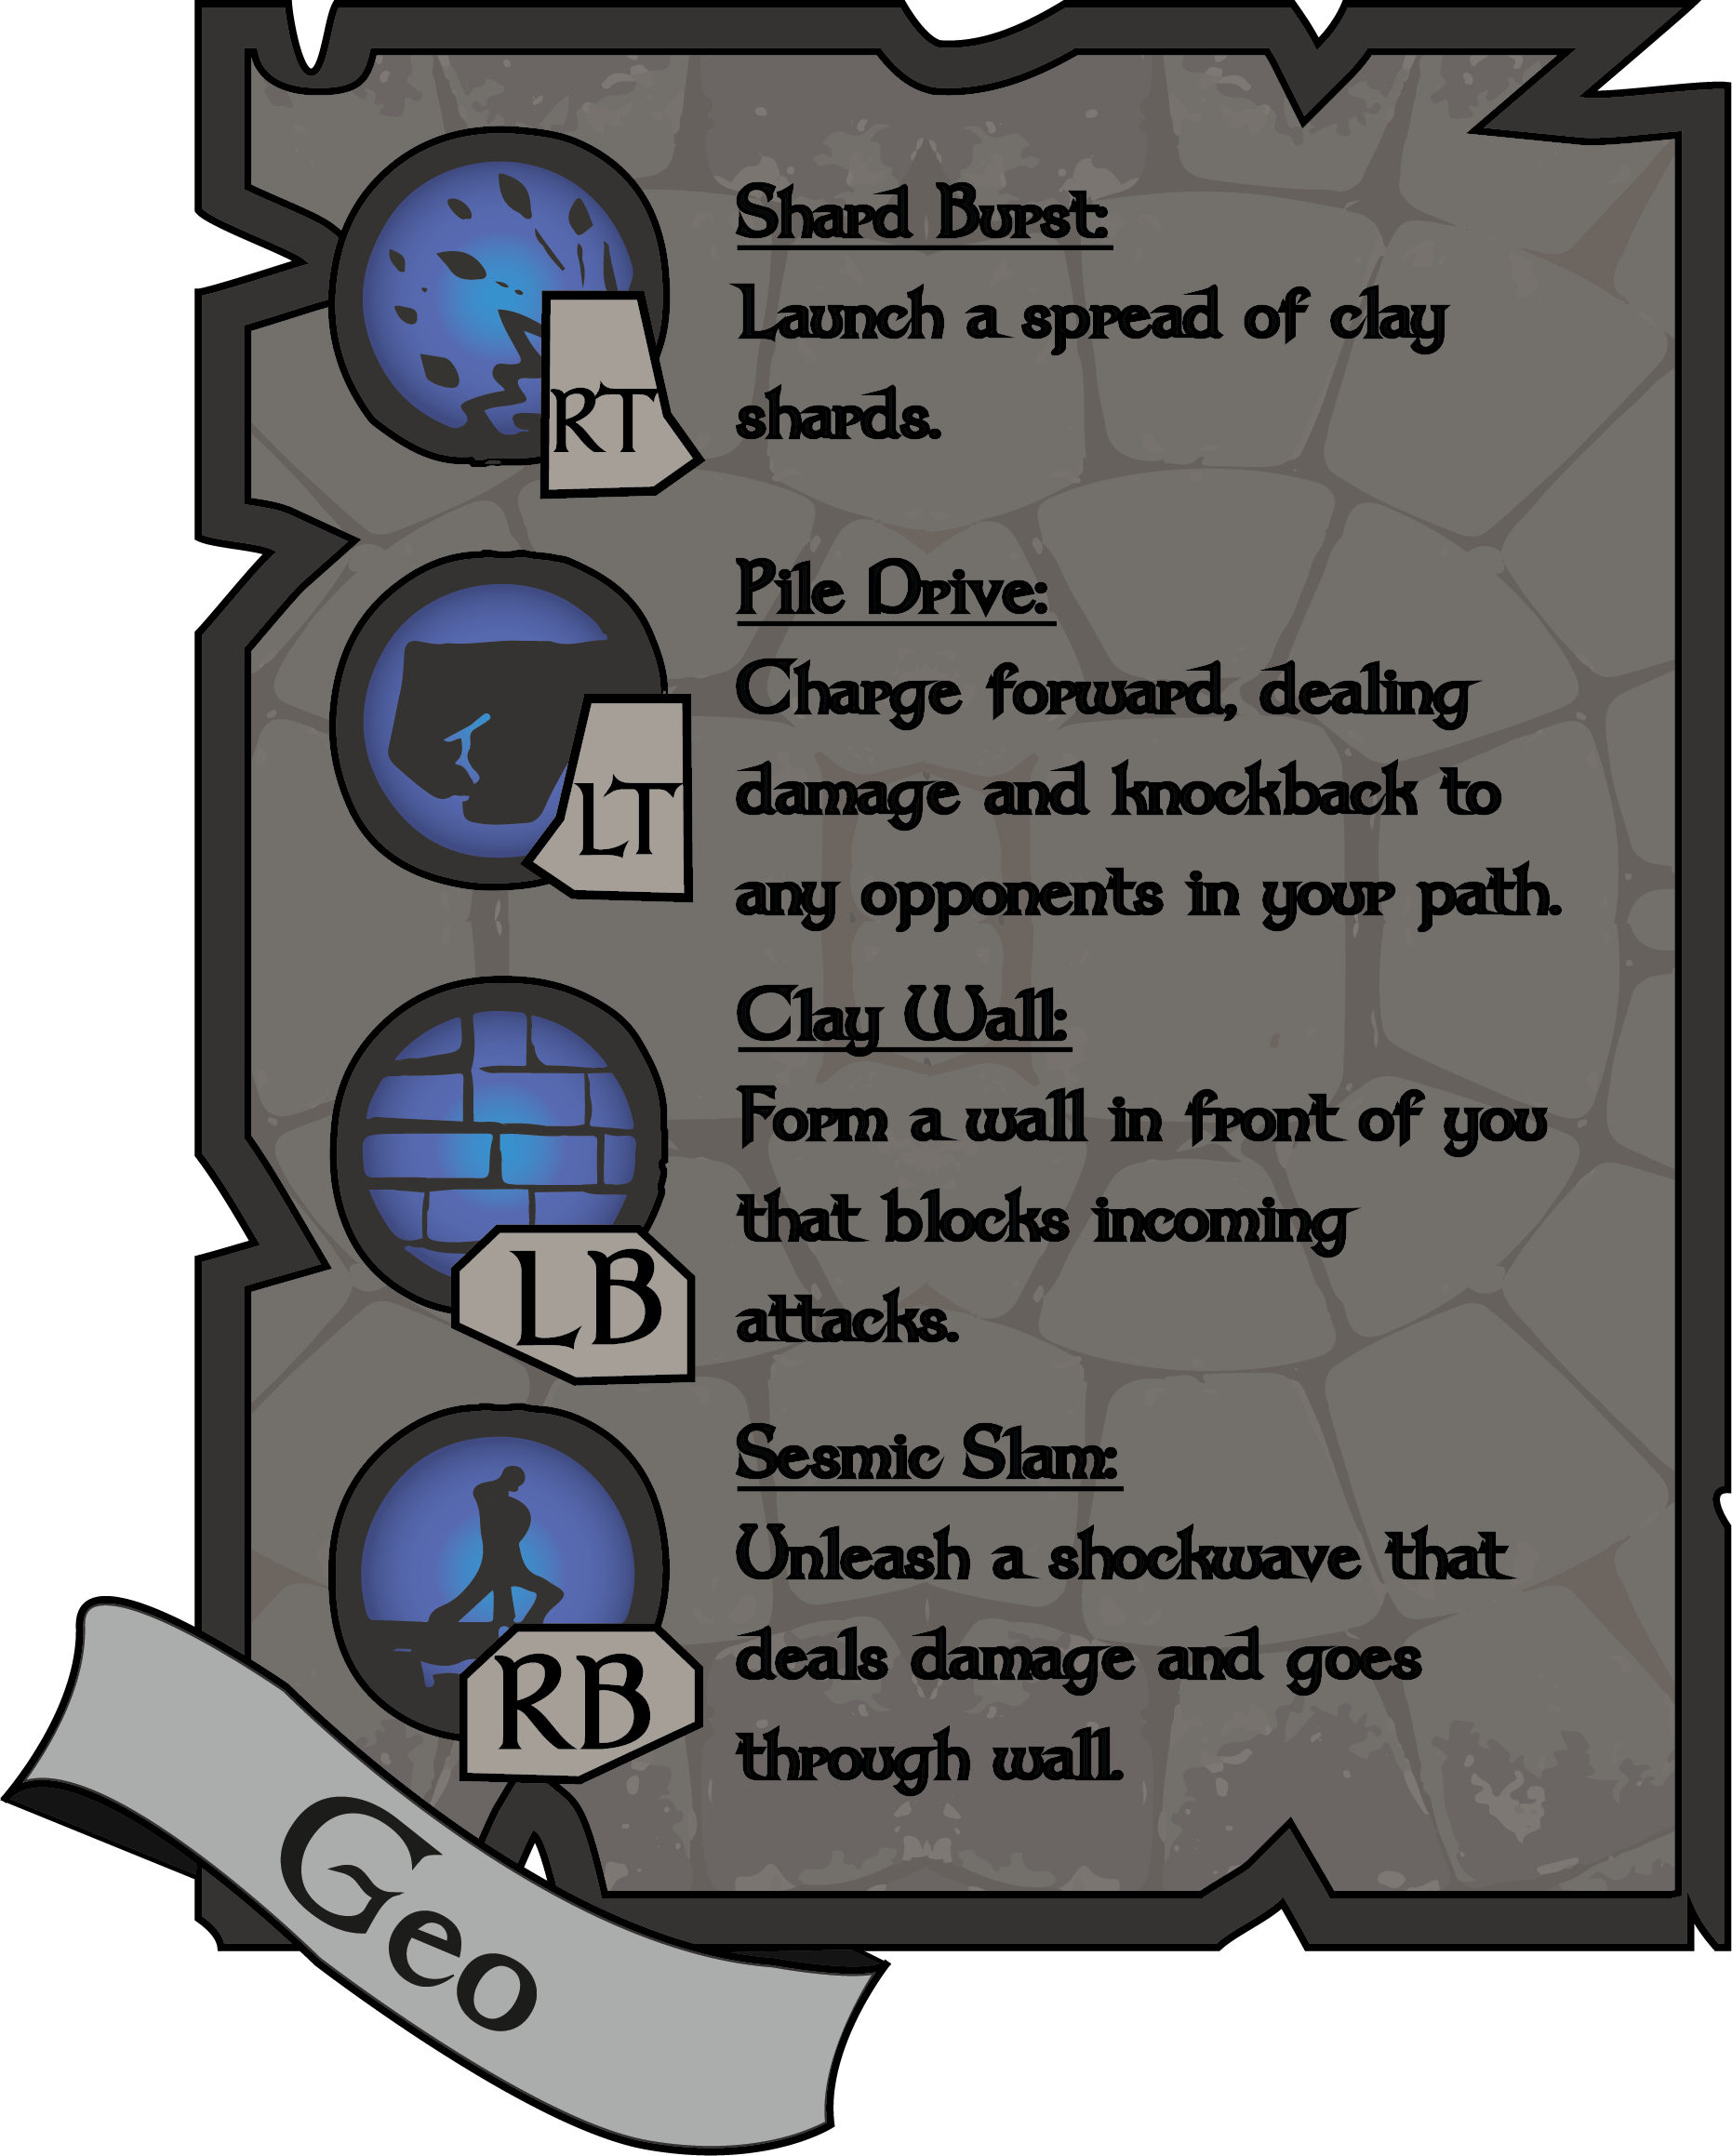 Shard Burst:
Launch a spread of clay
shards.
RT
Pile Drive:
Charge forward, dealing
damage and knockback to
any opponents in your path.
LT
Clay Wall:
Form a wall in front of you
that blocks incoming
attacks.
LB
Sesmic Slam:
Unleash a shockwave that
deals damage and goes
through wall.
RB
Geo